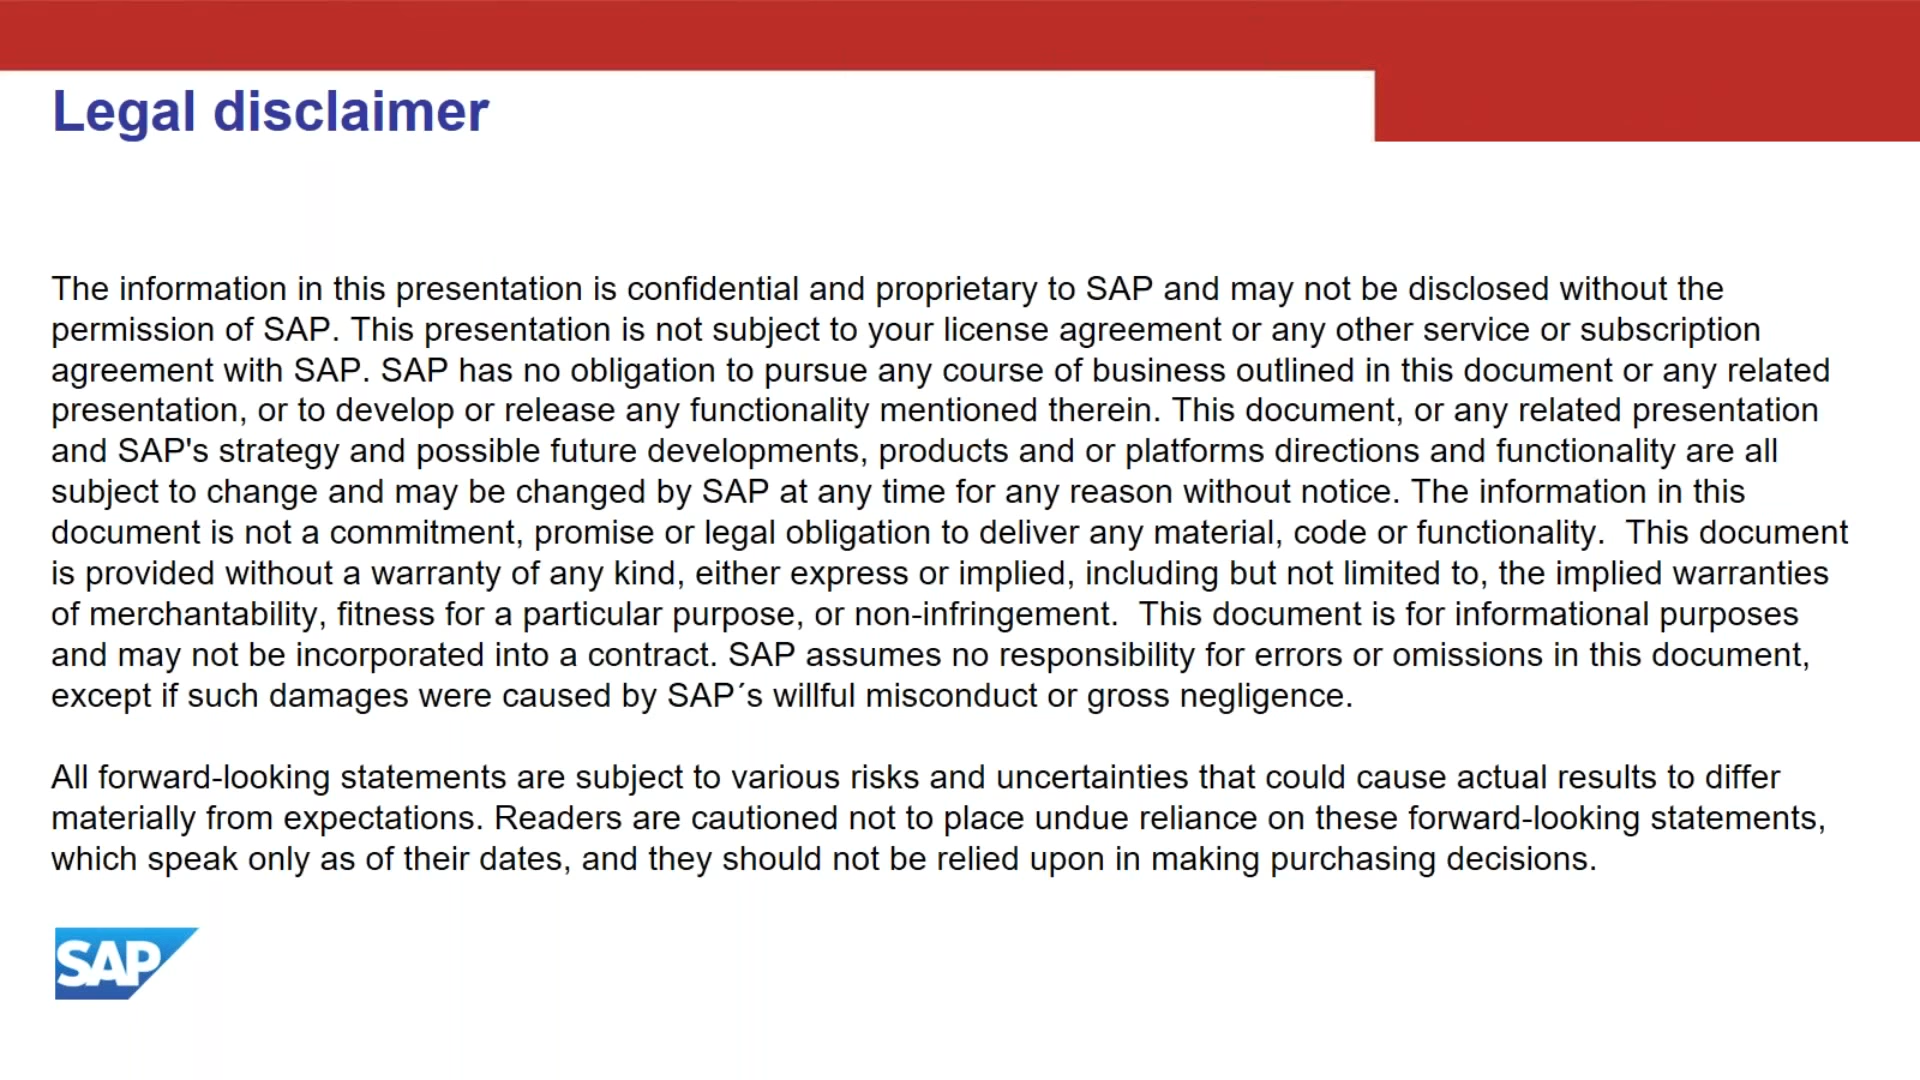 Legal disclaimer
The information in this presentation is confidential and proprietary to SAP and may not be disclosed without the
permission of SAP. This presentation is not subject to your license agreement or any other service or subscription
agreement with SAP. SAP has no obligation to pursue any course of business outlined in this document or any related
presentation, or to develop or release any functionality mentioned therein. This document, or any related presentation
and SAP's strategy and possible future developments, products and or platforms directions and functionality are all
subject to change and may be changed by SAP at any time for any reason without notice. The information in this
document is not a commitment, promise or legal obligation to deliver any material, code or functionality.  This document
is provided without a warranty of any kind, either express or implied, including but not limited to, the implied warranties
of merchantability, fitness for a particular purpose, or non-infringement.  This document is for informational purposes
and may not be incorporated into a contract. SAP assumes no responsibility for errors or omissions in this document,
except if such damages were caused by SAP´s willful misconduct or gross negligence.
All forward-looking statements are subject to various risks and uncertainties that could cause actual results to differ
materially from expectations. Readers are cautioned not to place undue reliance on these forward-looking statements,
which speak only as of their dates, and they should not be relied upon in making purchasing decisions.
SAP